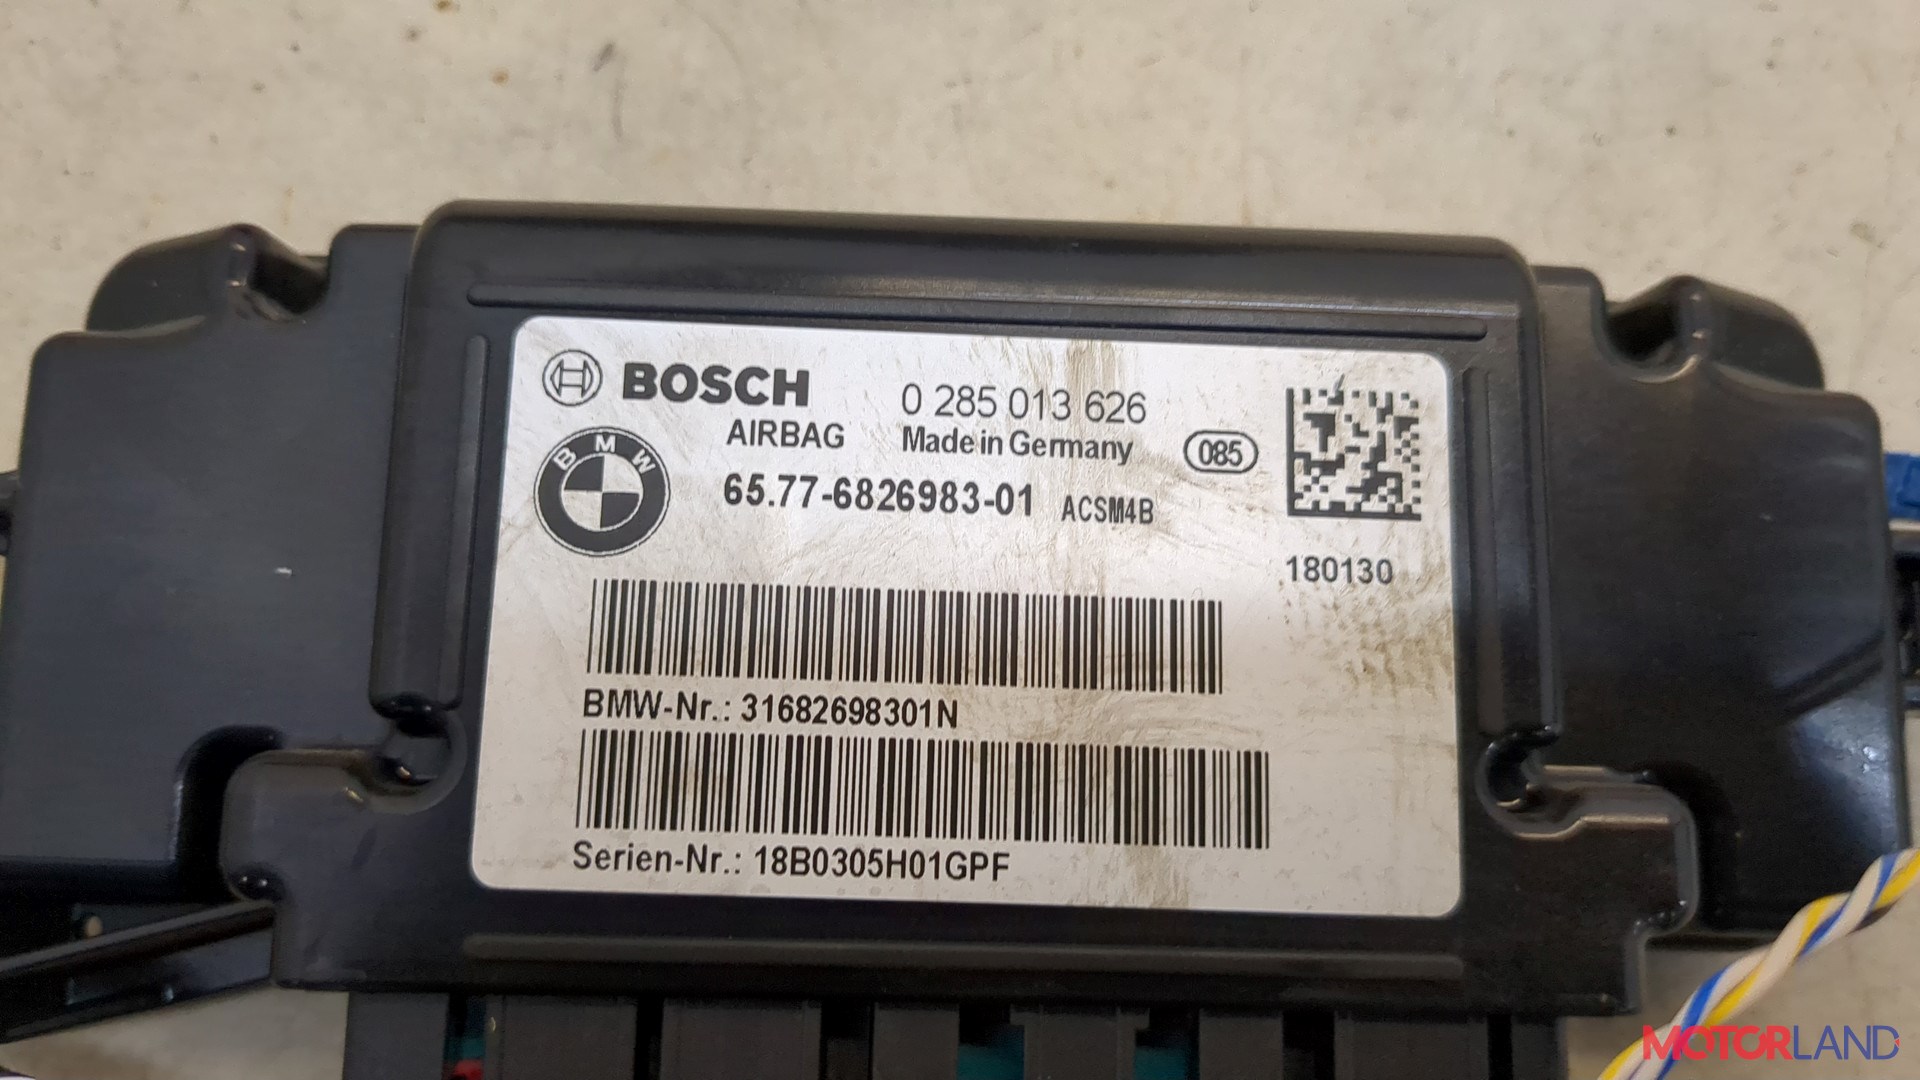 BOSCH 0 285 013 626
AIRBAG Made in Germany 085
BMW
65.77-6826983-01 ACSM4B
180130
BMW-Nr.: 31682698301N
Serien-Nr.: 18B0305H01GPF
MOTORLAND